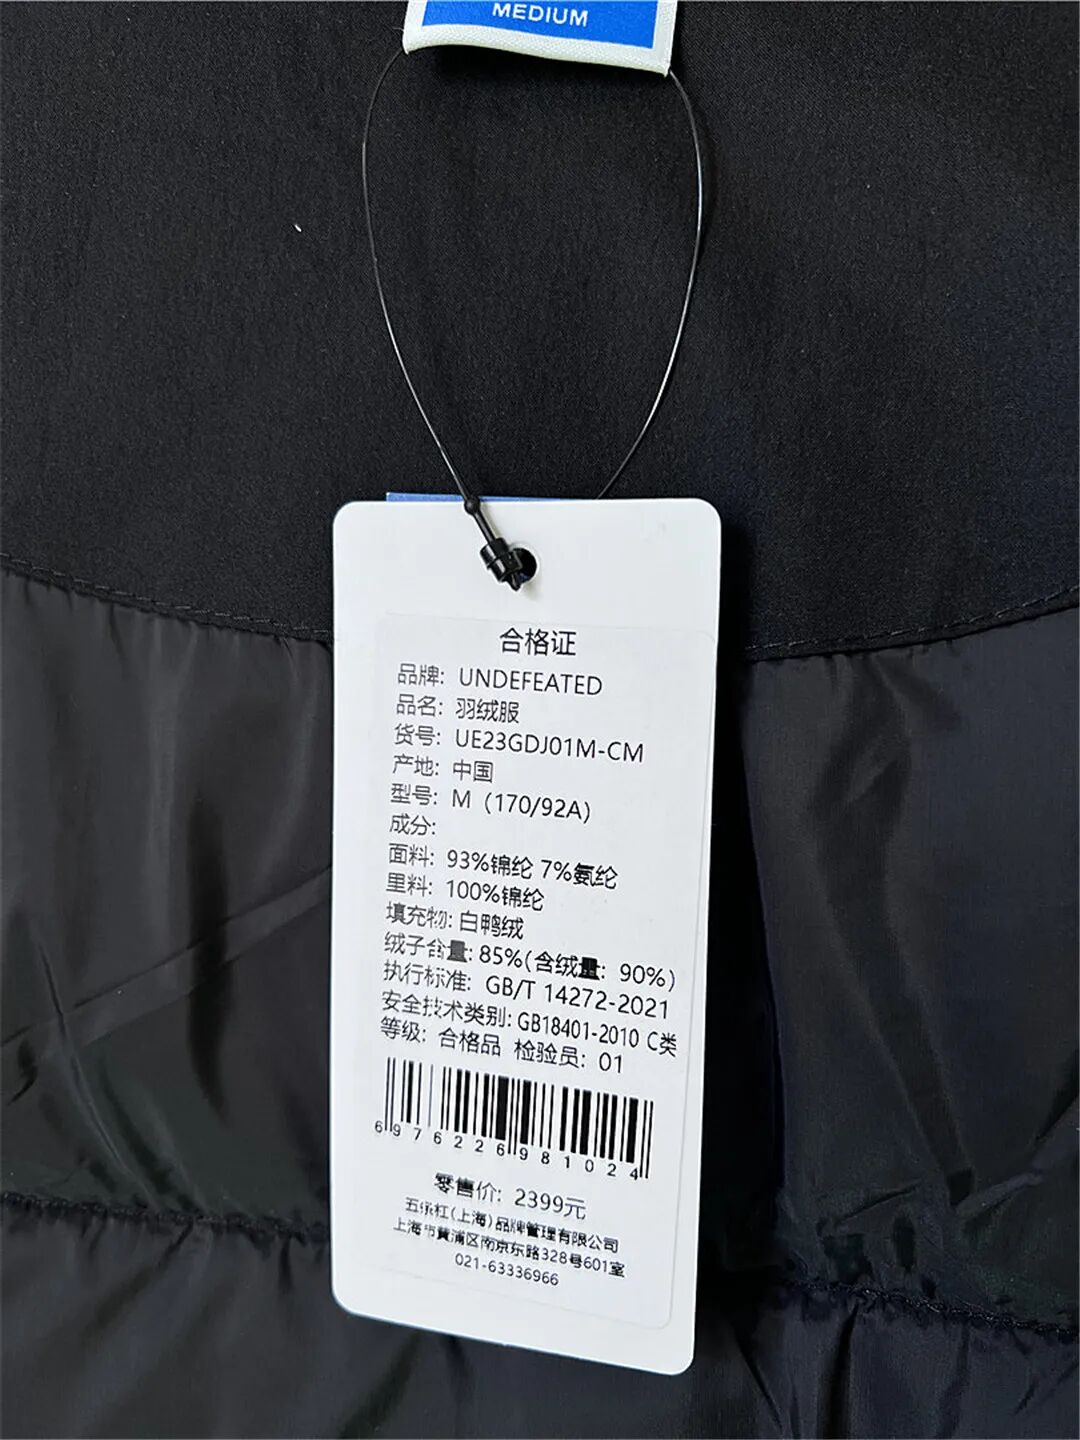 MEDIUM
合格证
品牌: UNDEFEATED
品名: 羽绒服
货号: UE23GDJ01M-CM
产地: 中国
型号: M（170/92A）
成分:
面料: 93%锦纶 7%氨纶
里料: 100%锦纶
填充物: 白鸭绒
绒子含量: 85%(含绒量: 90%)
执行标准: GB/T 14272-2021
安全技术类别: GB18401-2010 C类
等级: 合格品 检验员: 01
6976226981024
零售价: 2399元
五条杠(上海)品牌管理有限公司
上海市黄浦区南京东路328号601室
021-63336966